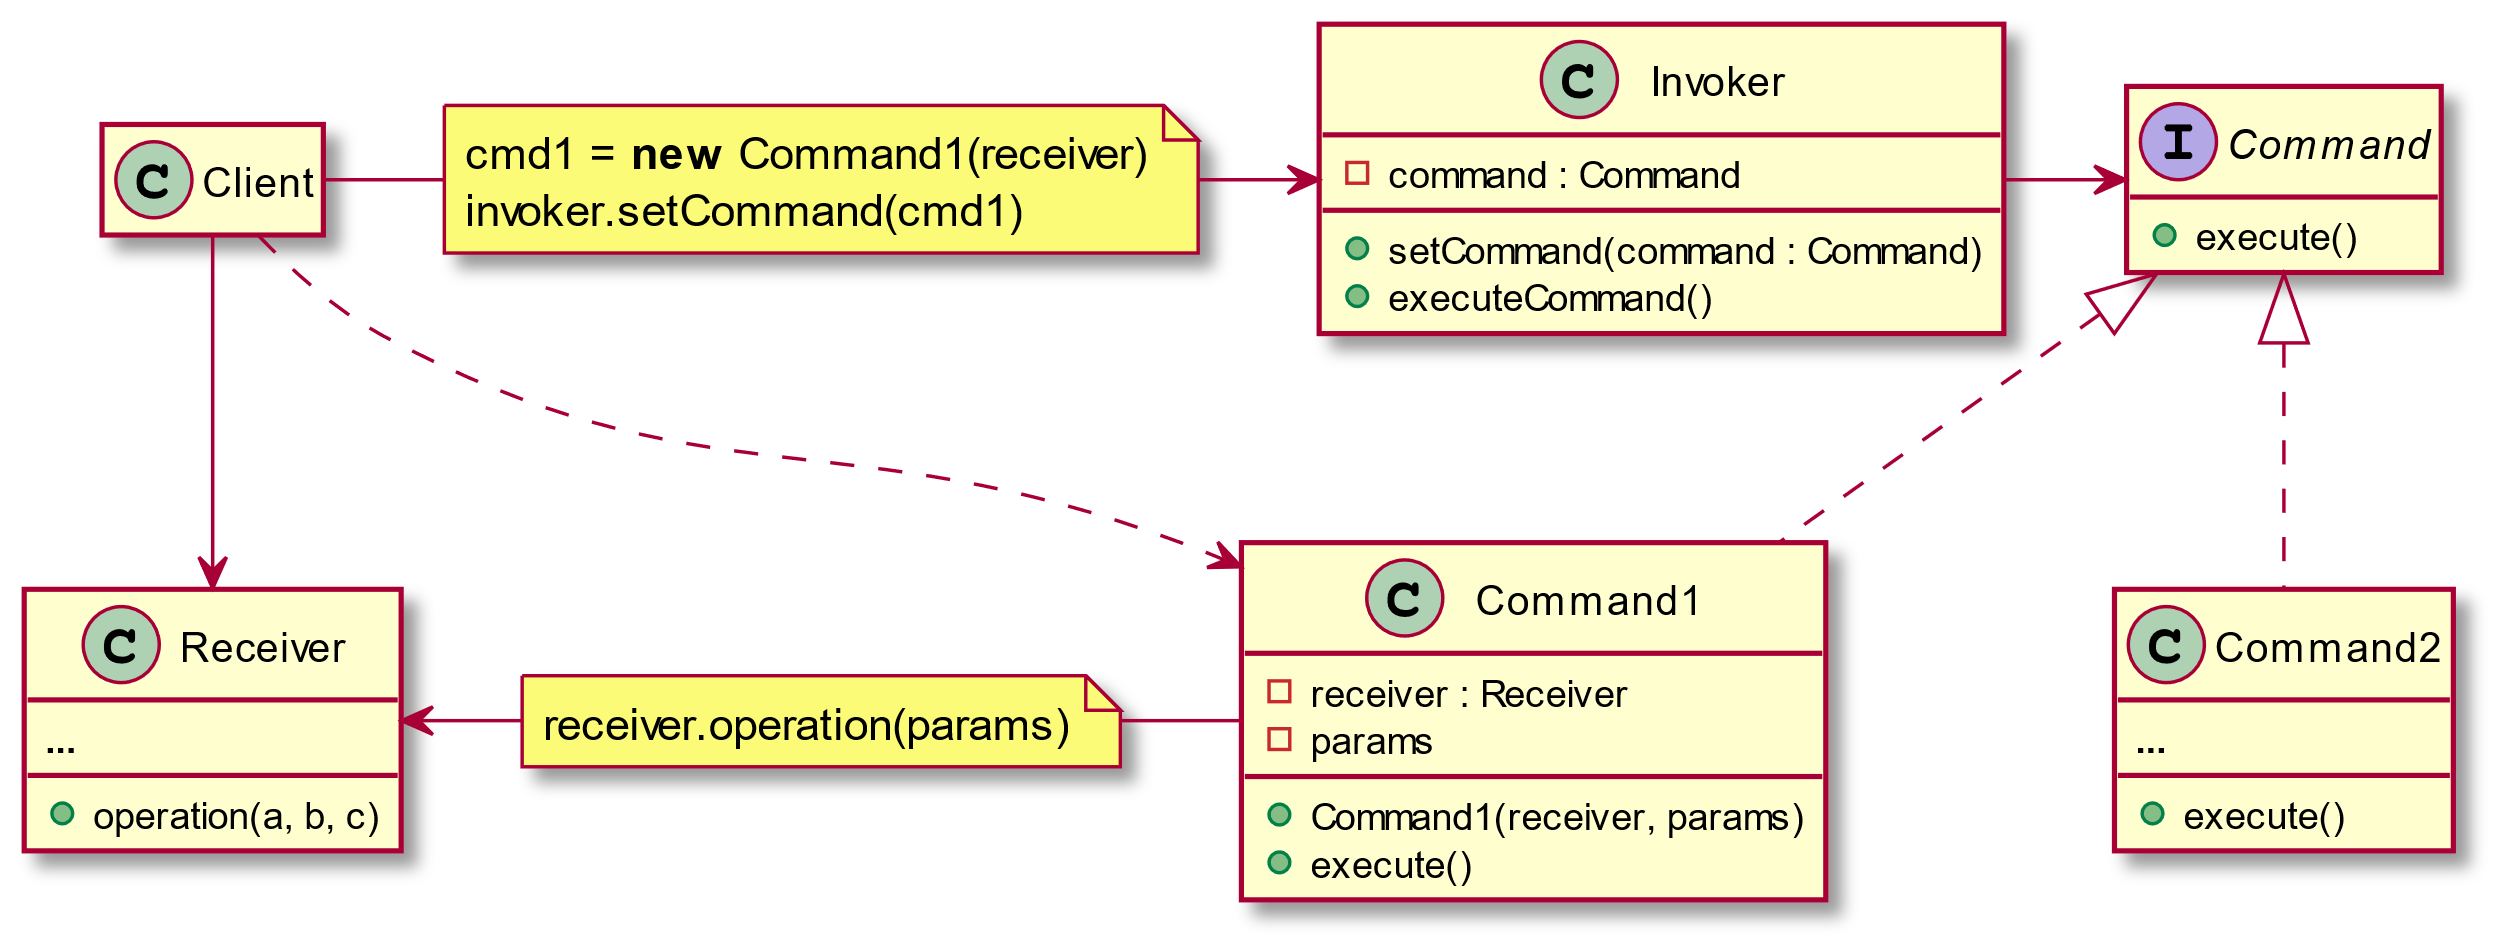 C Client
cmd1 = new Command1(receiver)
invoker.setCommand(cmd1)
C Invoker
command : Command
setCommand(command : Command)
executeCommand()
I Command
execute()
C Receiver
...
operation(a, b, c)
receiver.operation(params)
C Command1
receiver : Receiver
params
Command1(receiver, params)
execute()
C Command2
...
execute()